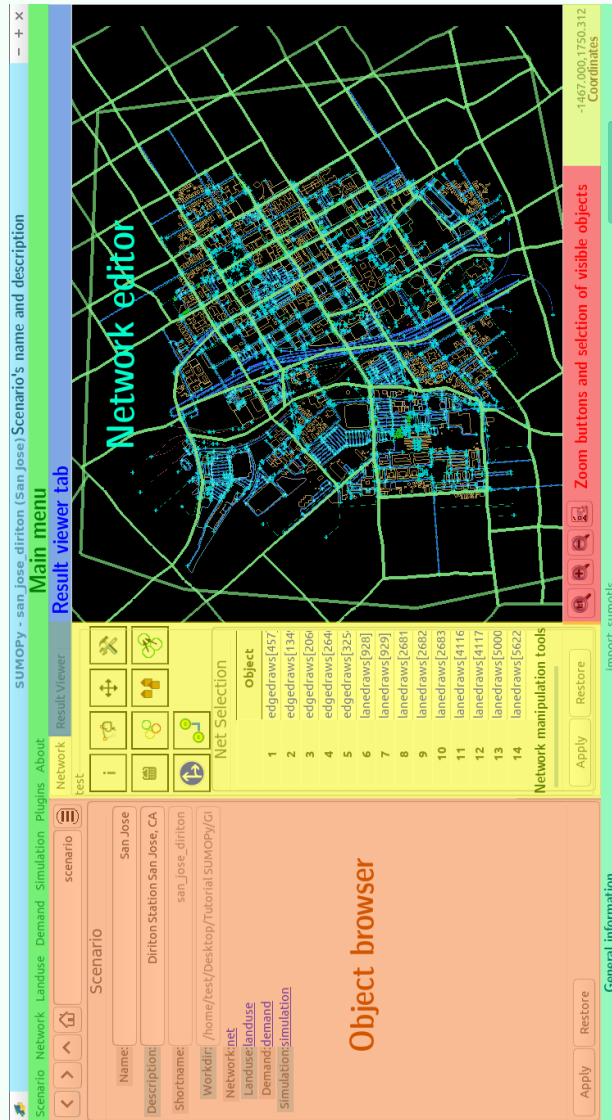 SUMOPy - san_jose_diriton (San Jose) Scenario's name and description
Scenario Network Landuse Demand Simulation Plugins About
Main menu
scenario
Scenario
Name: San Jose
Description: Diriton Station San Jose, CA
Shortname: san_jose_diriton
Workdir: /home/test/Desktop/Tutorial SUMOPy/GI
Network:net
Landuse:landuse
Demand:demand
Simulation:simulation
Object browser
Apply Restore
Network Result Viewer
Result viewer tab
test
Net Selection
Object
1 edgedraws[457
2 edgedraws[134
3 edgedraws[206
4 edgedraws[264
5 edgedraws[325
6 lanedraws[928]
7 lanedraws[929]
8 lanedraws[2681
9 lanedraws[2682
10 lanedraws[2683
11 lanedraws[4116
12 lanedraws[4117
13 lanedraws[5000
14 lanedraws[5622
Network manipulation tools
Apply Restore
Network editor
Zoom buttons and selction of visible objects
-1467.000,1750.312
Coordinates
General information
import sumotls